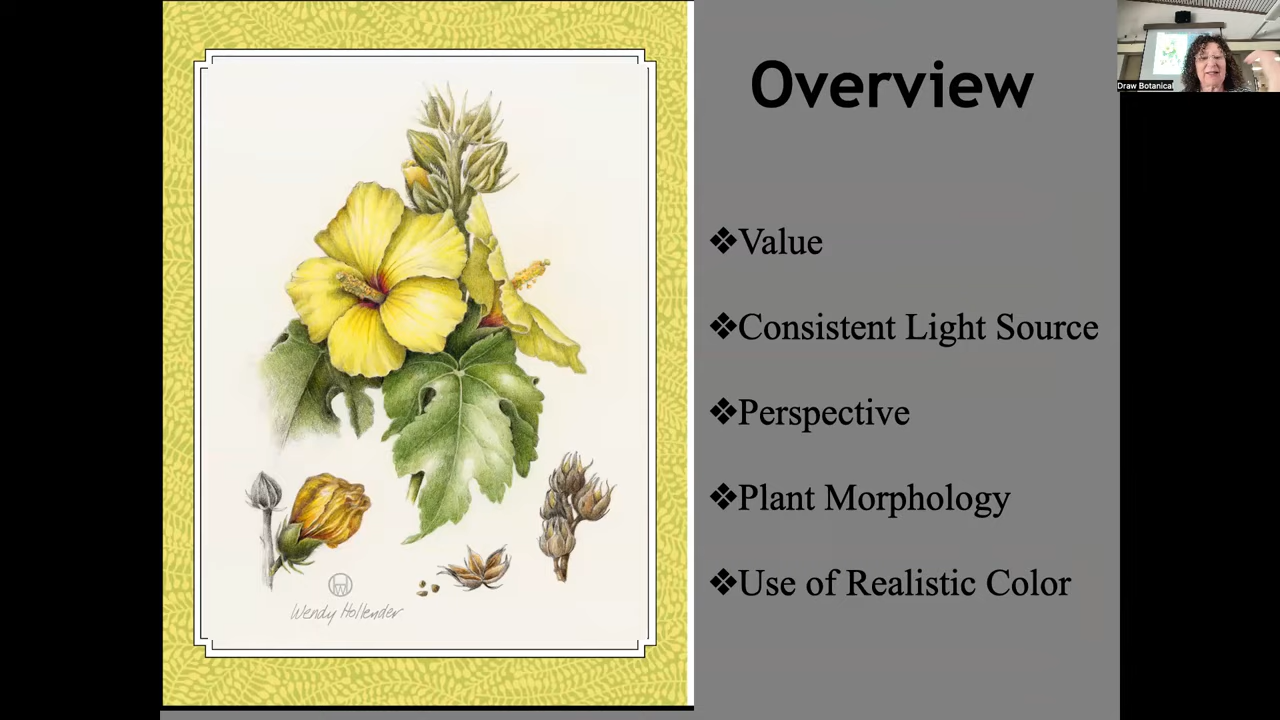 Overview
❖Value
❖Consistent Light Source
❖Perspective
❖Plant Morphology
❖Use of Realistic Color
Wendy Hollender
Draw Botanical